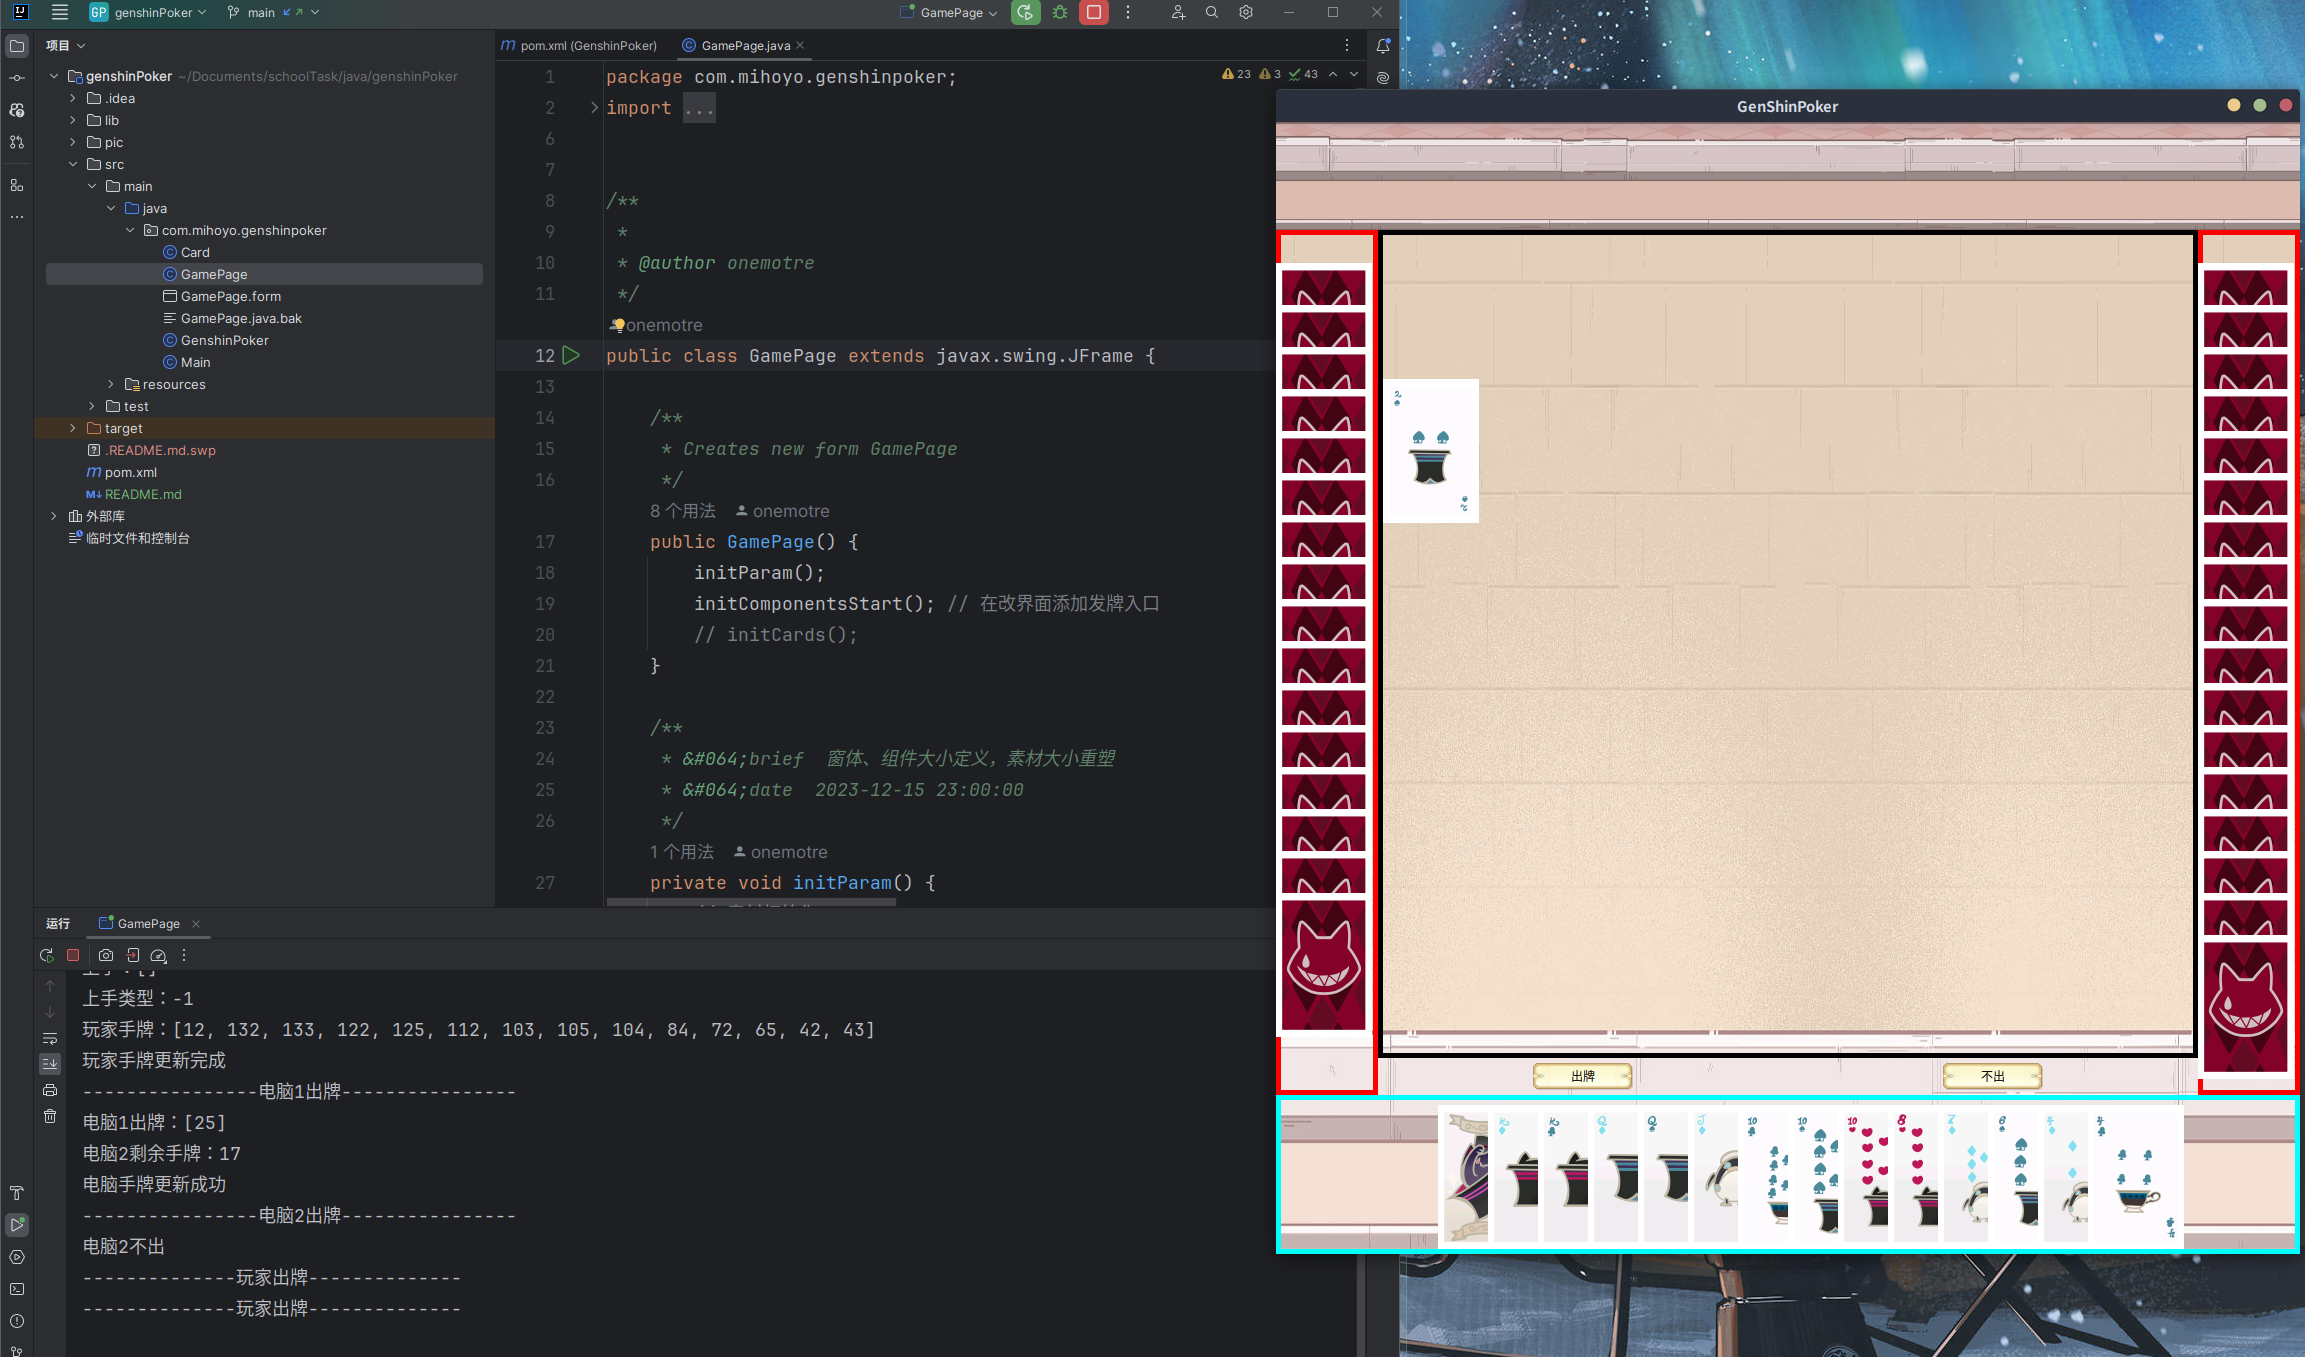 GP genshinPoker main
GamePage
项目
genshinPoker ~/Documents/schoolTask/java/genshinPoker
.idea
lib
pic
src
main
java
com.mihoyo.genshinpoker
Card
GamePage
GamePage.form
GamePage.java.bak
GenshinPoker
Main
resources
test
target
.README.md.swp
pom.xml
README.md
外部库
临时文件和控制台
pom.xml (GenshinPoker) GamePage.java
23 3 43
1 package com.mihoyo.genshinpoker;
2 import ...
6
7
8 /**
9 *
10 * @author onemotre
11 */
onemotre
12 public class GamePage extends javax.swing.JFrame {
13
14 /**
15 * Creates new form GamePage
16 */
8 个用法 onemotre
17 public GamePage() {
18 initParam();
19 initComponentsStart(); // 在改界面添加发牌入口
20 // initCards();
21 }
22
23 /**
24 * &#064;brief 窗体、组件大小定义，素材大小重塑
25 * &#064;date 2023-12-15 23:00:00
26 */
1 个用法 onemotre
27 private void initParam() {
运行 GamePage
上手类型：-1
玩家手牌：[12, 132, 133, 122, 125, 112, 103, 105, 104, 84, 72, 65, 42, 43]
玩家手牌更新完成
----------------电脑1出牌----------------
电脑1出牌：[25]
电脑2剩余手牌：17
电脑手牌更新成功
----------------电脑2出牌----------------
电脑2不出
--------------玩家出牌--------------
--------------玩家出牌--------------
GenShinPoker
2
2
出牌
不出
K K Q Q J 10 10 10 8 7 6 4 4
4